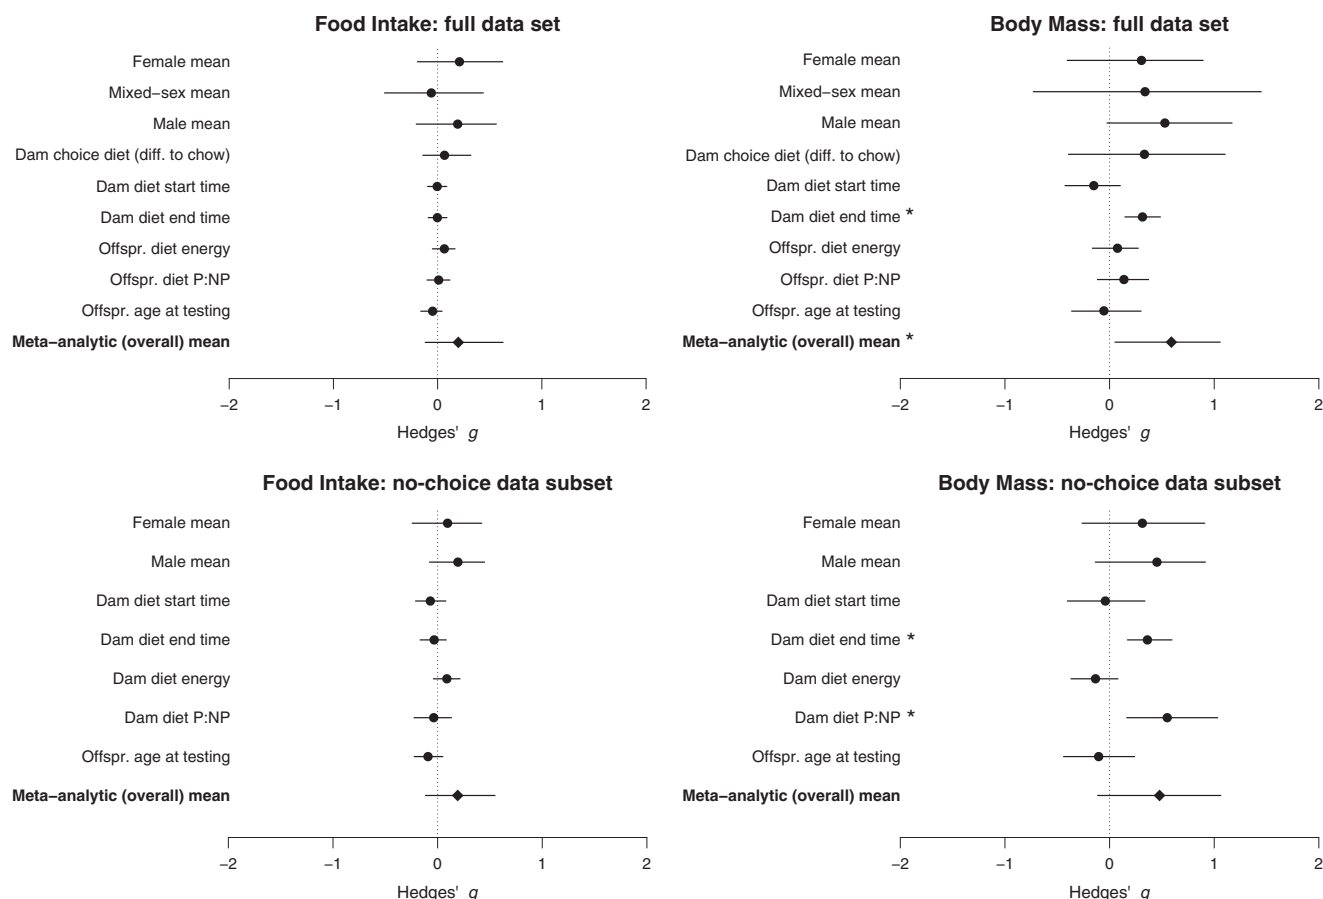 Food Intake: full data set
Female mean
Mixed−sex mean
Male mean
Dam choice diet (diff. to chow)
Dam diet start time
Dam diet end time
Offspr. diet energy
Offspr. diet P:NP
Offspr. age at testing
Meta−analytic (overall) mean
−2 −1 0 1 2
Hedges' g
Body Mass: full data set
Female mean
Mixed−sex mean
Male mean
Dam choice diet (diff. to chow)
Dam diet start time
Dam diet end time *
Offspr. diet energy
Offspr. diet P:NP
Offspr. age at testing
Meta−analytic (overall) mean *
−2 −1 0 1 2
Hedges' g
Food Intake: no-choice data subset
Female mean
Male mean
Dam diet start time
Dam diet end time
Dam diet energy
Dam diet P:NP
Offspr. age at testing
Meta−analytic (overall) mean
−2 −1 0 1 2
Hedges' g
Body Mass: no-choice data subset
Female mean
Male mean
Dam diet start time
Dam diet end time *
Dam diet energy
Dam diet P:NP *
Offspr. age at testing
Meta−analytic (overall) mean
−2 −1 0 1 2
Hedges' g